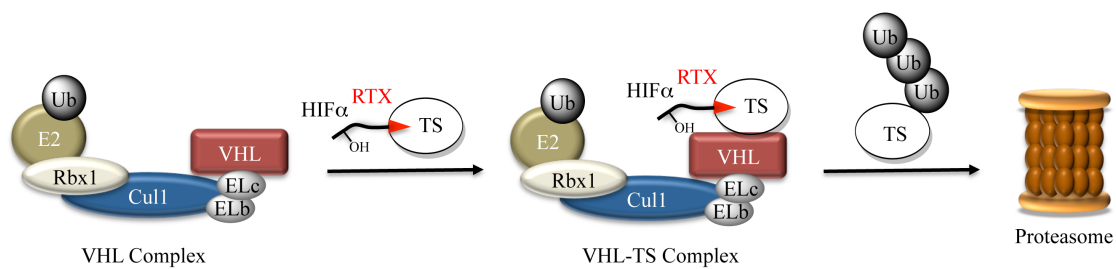 Ub
E2
Rbx1
Cul1
VHL
ELc
ELb
VHL Complex
HIFα
RTX
OH
TS
Ub
E2
Rbx1
Cul1
HIFα
RTX
OH
TS
VHL
ELc
ELb
VHL-TS Complex
Ub
Ub
Ub
TS
Proteasome